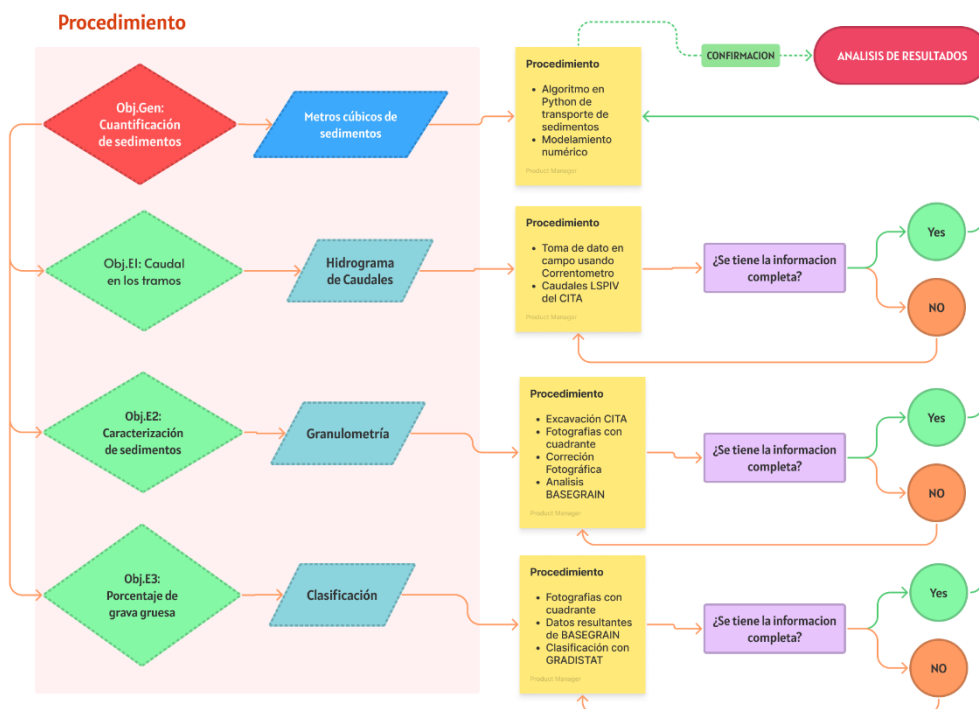 Procedimiento
Obj.Gen:
Cuantificación
de sedimentos
Metros cúbicos de
sedimentos
Procedimiento
• Algoritmo en
Python de
transporte de
sedimentos
• Modelamiento
numérico
Product Manager
CONFIRMACION
ANALISIS DE RESULTADOS
Obj.EI: Caudal
en los tramos
Hidrograma
de Caudales
Procedimiento
• Toma de dato en
campo usando
Correntometro
• Caudales LSPIV
del CITA
Product Manager
¿Se tiene la informacion
completa?
Yes
NO
Obj.E2:
Caracterización
de sedimentos
Granulometría
Procedimiento
• Excavación CITA
• Fotografias con
cuadrante
• Correción
Fotográfica
• Analisis
BASEGRAIN
Product Manager
¿Se tiene la informacion
completa?
Yes
NO
Obj.E3:
Porcentaje de
grava gruesa
Clasificación
Procedimiento
• Fotografias con
cuadrante
• Datos resultantes
de BASEGRAIN
• Clasificación con
GRADISTAT
Product Manager
¿Se tiene la informacion
completa?
Yes
NO